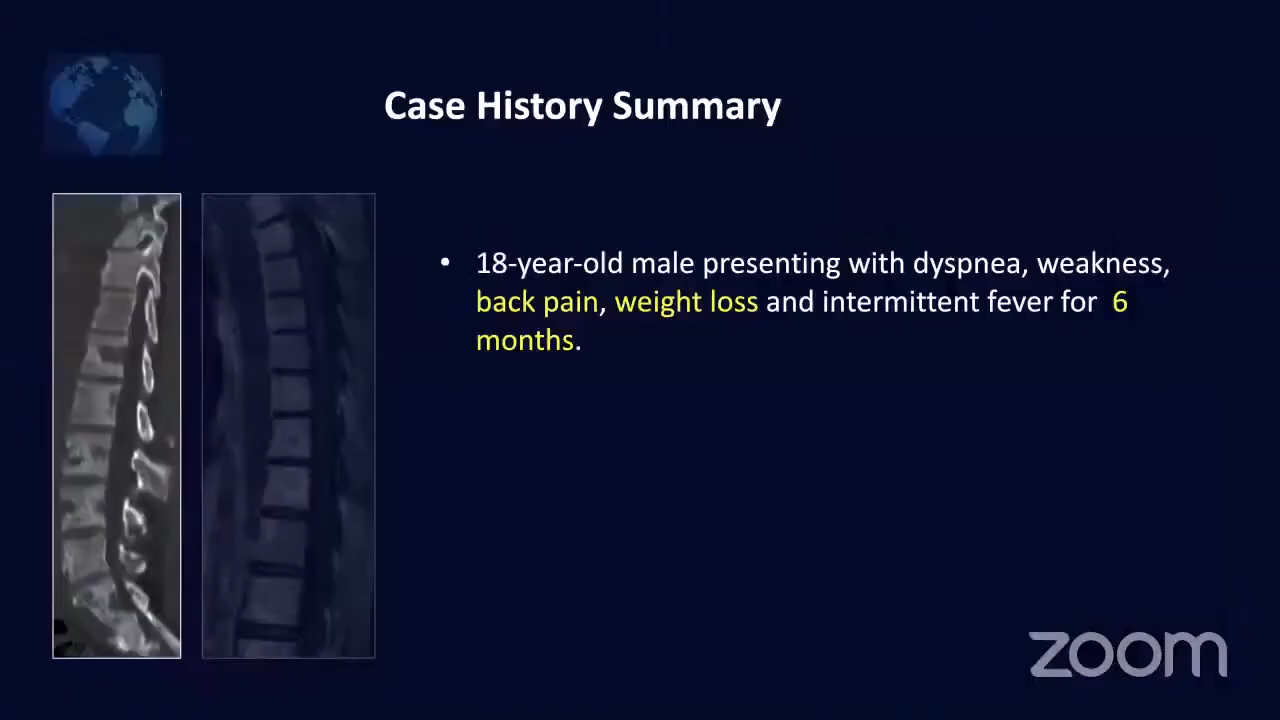 Case History Summary
• 18-year-old male presenting with dyspnea, weakness,
back pain, weight loss and intermittent fever for 6
months.
zoom